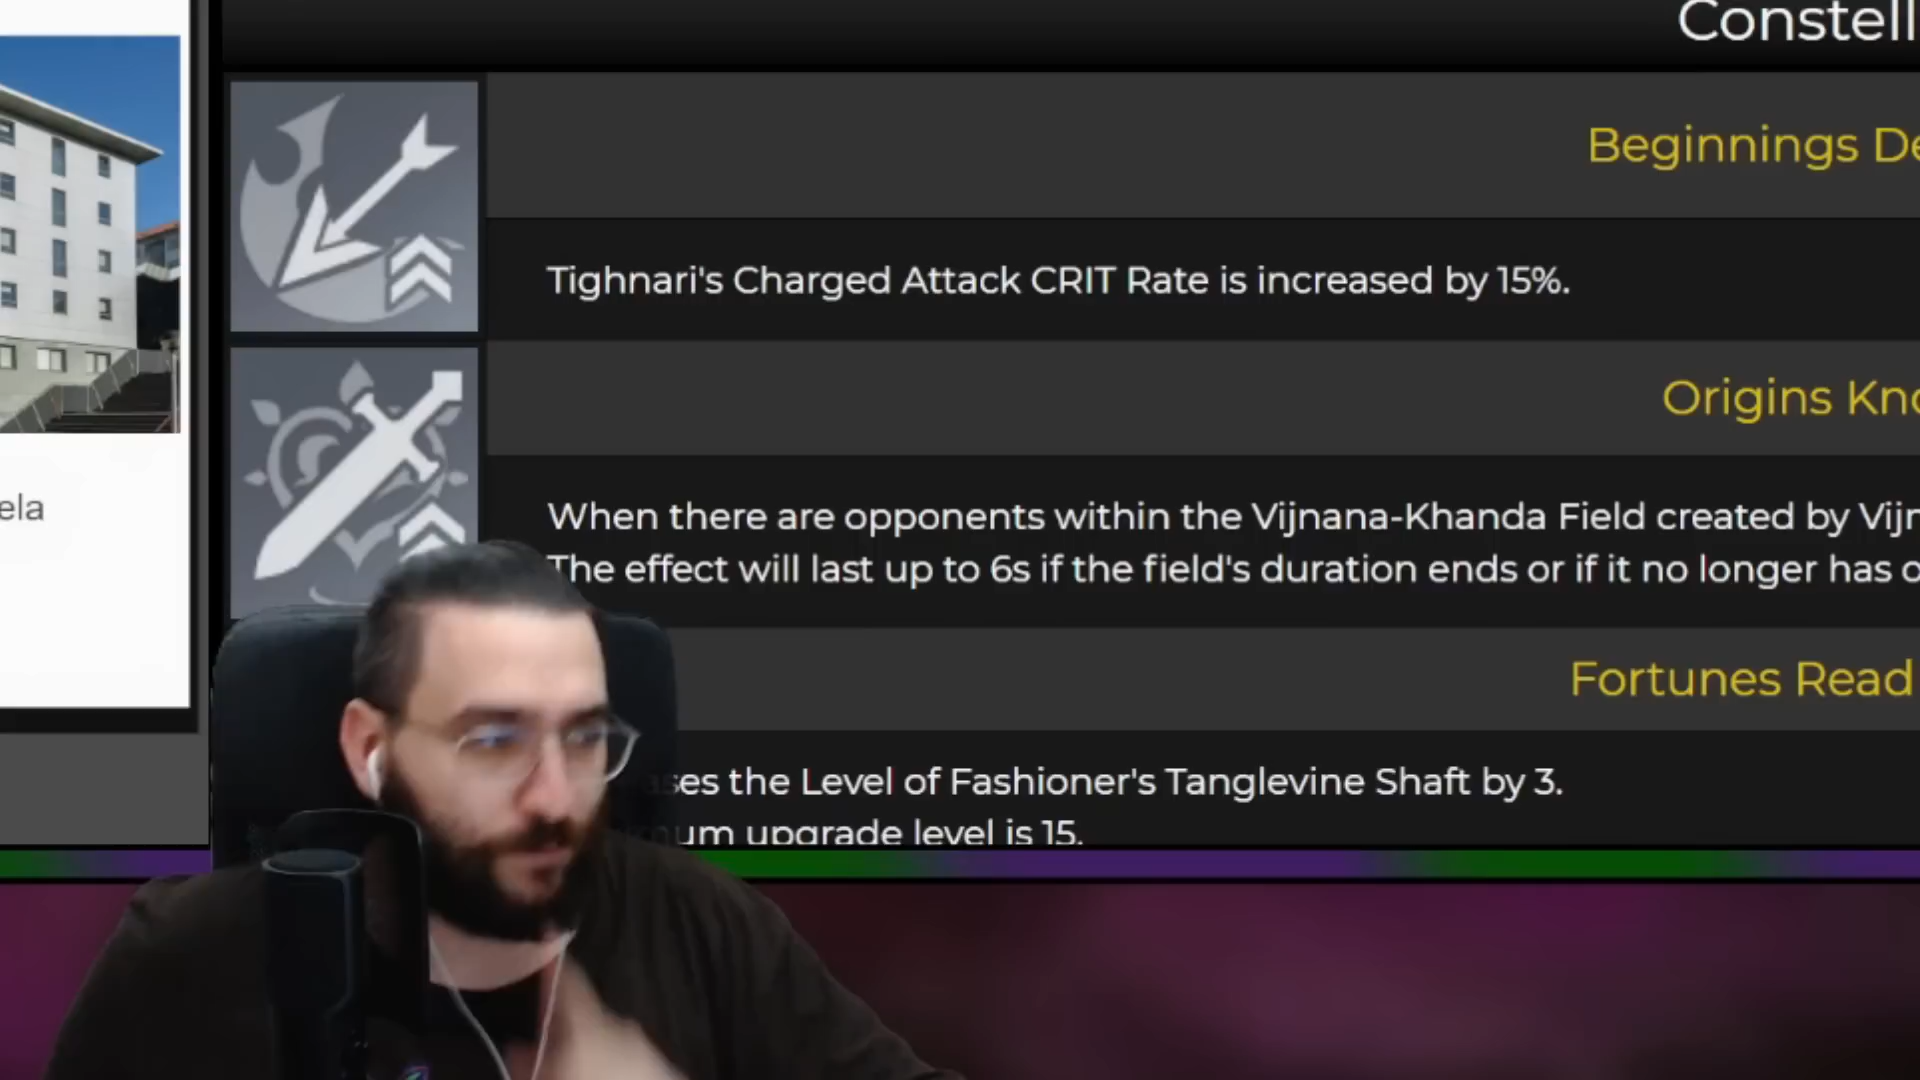 Constell
Beginnings De
Tighnari's Charged Attack CRIT Rate is increased by 15%.
Origins Kno
ela
When there are opponents within the Vijnana-Khanda Field created by Vijn
The effect will last up to 6s if the field's duration ends or if it no longer has o
Fortunes Read
ases the Level of Fashioner's Tanglevine Shaft by 3.
mum upgrade level is 15.